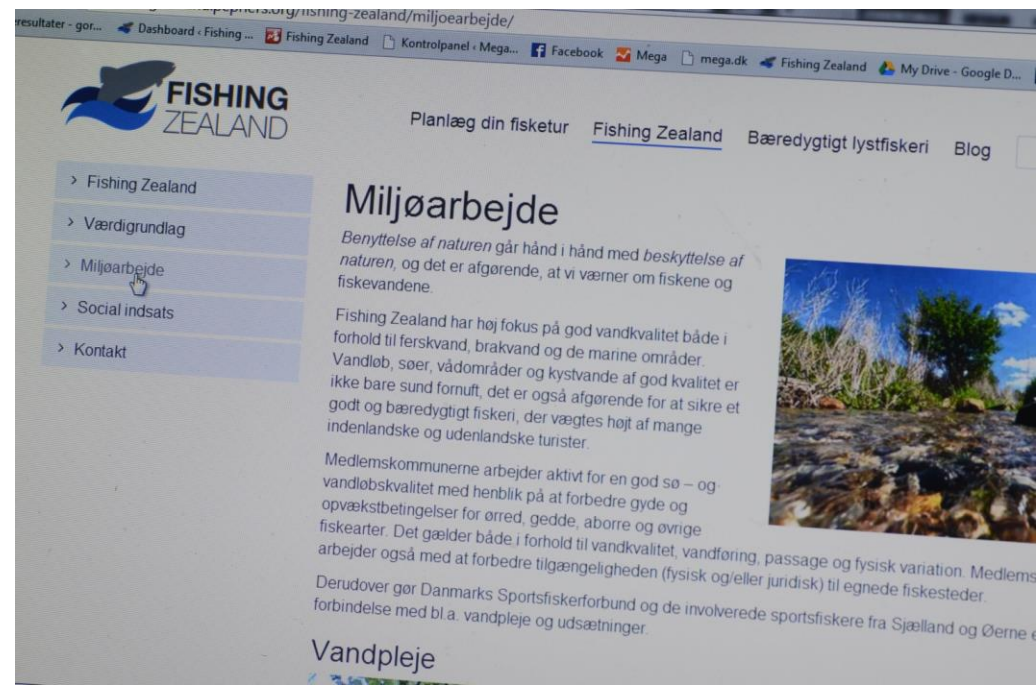 /fishing-zealand/miljoearbejde/
Dashboard ‹ Fishing ... Fishing Zealand Kontrolpanel ‹ Mega... Facebook Mega mega.dk Fishing Zealand My Drive - Google D...
FISHING
ZEALAND
Planlæg din fisketur Fishing Zealand Bæredygtigt lystfiskeri Blog
> Fishing Zealand
> Værdigrundlag
> Miljøarbejde
> Social indsats
> Kontakt
Miljøarbejde
Benyttelse af naturen går hånd i hånd med beskyttelse af
naturen, og det er afgørende, at vi værner om fiskene og
fiskevandene.
Fishing Zealand har høj fokus på god vandkvalitet både i
forhold til ferskvand, brakvand og de marine områder.
Vandløb, søer, vådområder og kystvande af god kvalitet er
ikke bare sund fornuft, det er også afgørende for at sikre et
godt og bæredygtigt fiskeri, der vægtes højt af mange
indenlandske og udenlandske turister.
Medlemskommunerne arbejder aktivt for en god sø – og
vandløbskvalitet med henblik på at forbedre gyde og
opvækstbetingelser for ørred, gedde, aborre og øvrige
fiskearter. Det gælder både i forhold til vandkvalitet, vandføring, passage og fysisk variation. Medlems
arbejder også med at forbedre tilgængeligheden (fysisk og/eller juridisk) til egnede fiskesteder.
Derudover gør Danmarks Sportsfiskerforbund og de involverede sportsfiskere fra Sjælland og Øerne e
forbindelse med bl.a. vandpleje og udsætninger.
Vandpleje